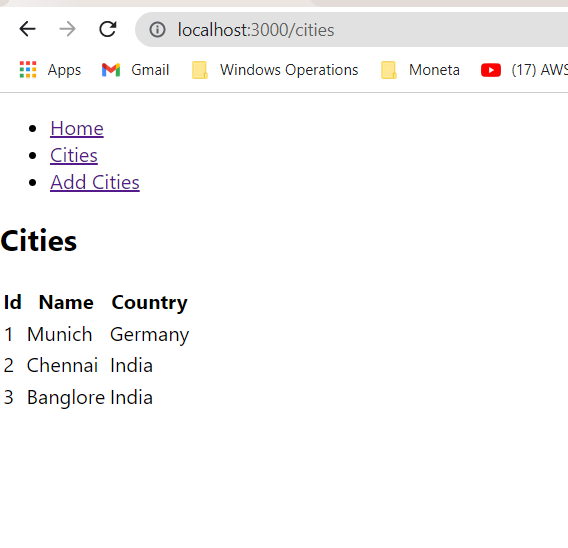 localhost:3000/cities
Apps Gmail Windows Operations Moneta (17) AWS
Home
Cities
Add Cities
Cities
Id Name Country
1 Munich Germany
2 Chennai India
3 Banglore India